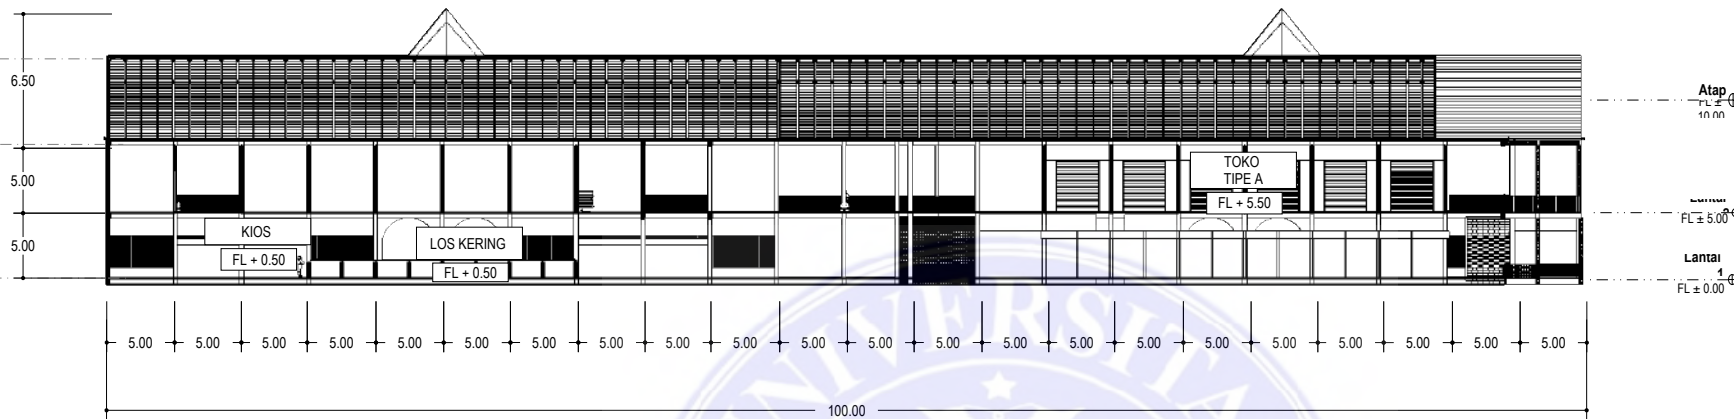 6.50
Atap
FL ±
10.00
5.00
TOKO
TIPE A
FL + 5.50
Lantai
FL ± 5.00
5.00
KIOS
FL + 0.50
LOS KERING
FL + 0.50
Lantai
1
FL ± 0.00
5.00 5.00 5.00 5.00 5.00 5.00 5.00 5.00 5.00 5.00 5.00 5.00 5.00 5.00 5.00 5.00 5.00 5.00 5.00 5.00 5.00 5.00
100.00
NIVERSITA